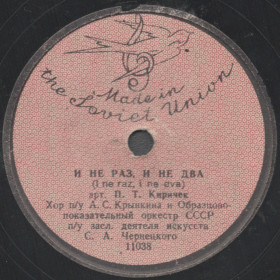 Made in
the Soviet Union
И НЕ РАЗ, И НЕ ДВА
(I ne raz, i ne dva)
арт. П. Т. Киричек
Хор п/у А. С. Крынкина и Образцово-
показательный оркестр СССР
п/у засл. деятеля искусств
С. А. Чернецкого
11038